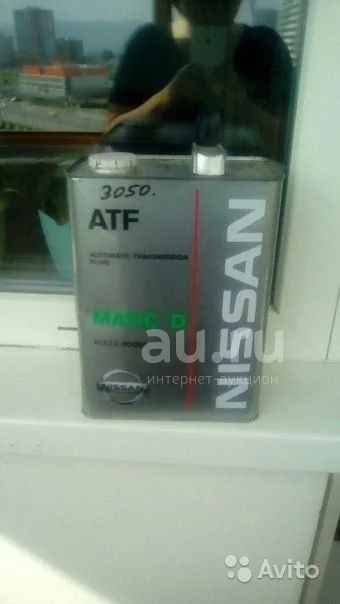 3050.
ATF
AUTOMATIC TRANSMISSION
FLUID
MATIC D
NISSAN
NISSAN
au.ru
интернет-аукцион
Avito